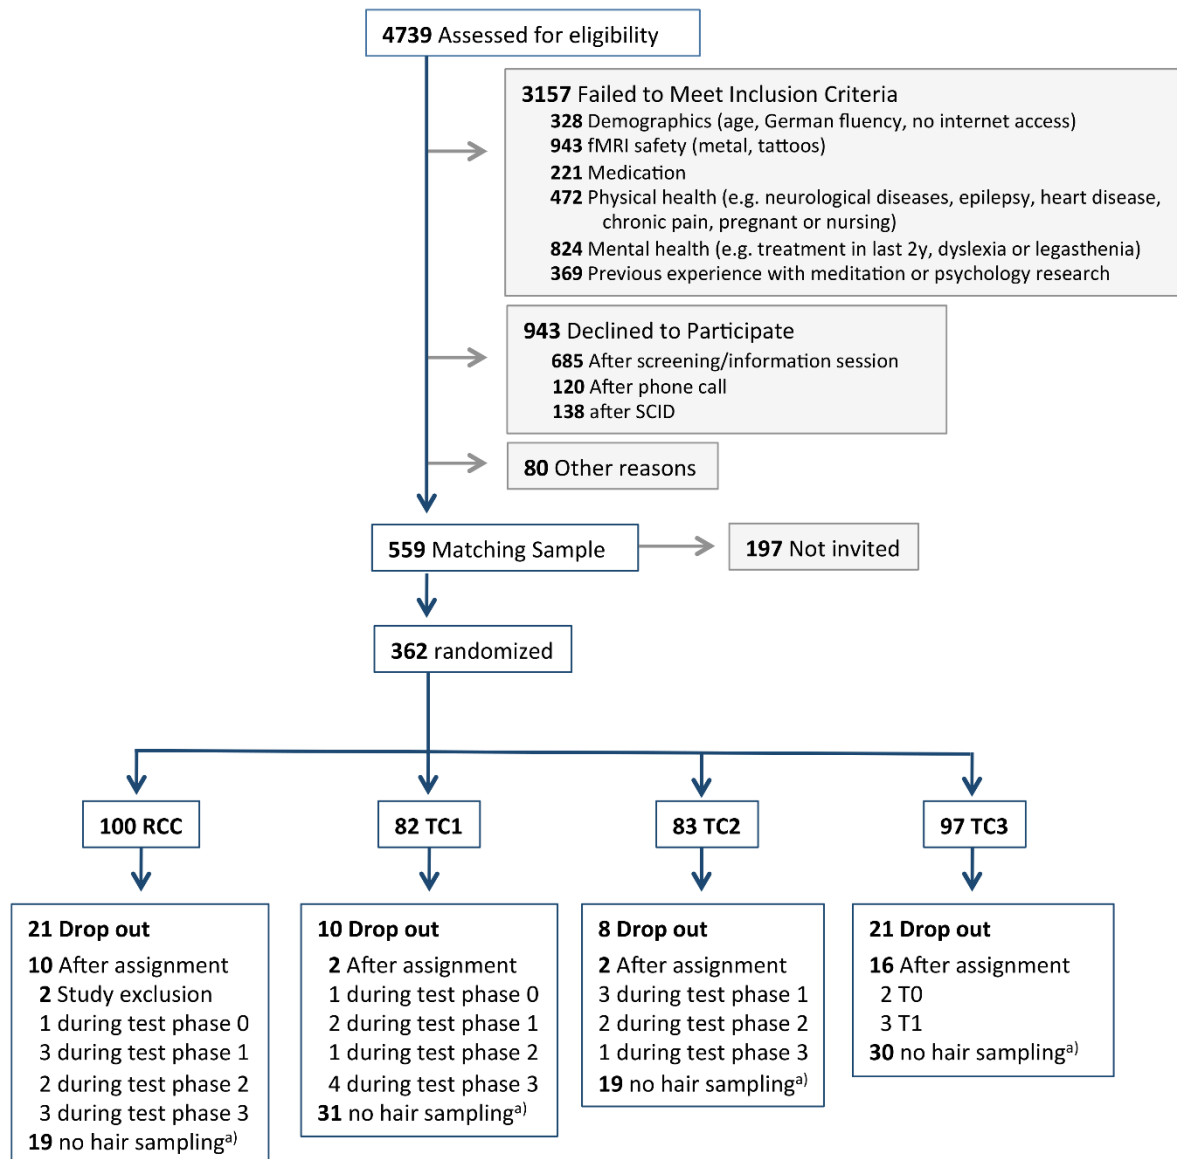 4739 Assessed for eligibility
3157 Failed to Meet Inclusion Criteria
328 Demographics (age, German fluency, no internet access)
943 fMRI safety (metal, tattoos)
221 Medication
472 Physical health (e.g. neurological diseases, epilepsy, heart disease,
chronic pain, pregnant or nursing)
824 Mental health (e.g. treatment in last 2y, dyslexia or legasthenia)
369 Previous experience with meditation or psychology research
943 Declined to Participate
685 After screening/information session
120 After phone call
138 after SCID
80 Other reasons
559 Matching Sample
197 Not invited
362 randomized
100 RCC
82 TC1
83 TC2
97 TC3
21 Drop out
10 After assignment
2 Study exclusion
1 during test phase 0
3 during test phase 1
2 during test phase 2
3 during test phase 3
19 no hair sampling a)
10 Drop out
2 After assignment
1 during test phase 0
2 during test phase 1
1 during test phase 2
4 during test phase 3
31 no hair sampling a)
8 Drop out
2 After assignment
3 during test phase 1
2 during test phase 2
1 during test phase 3
19 no hair sampling a)
21 Drop out
16 After assignment
2 T0
3 T1
30 no hair sampling a)